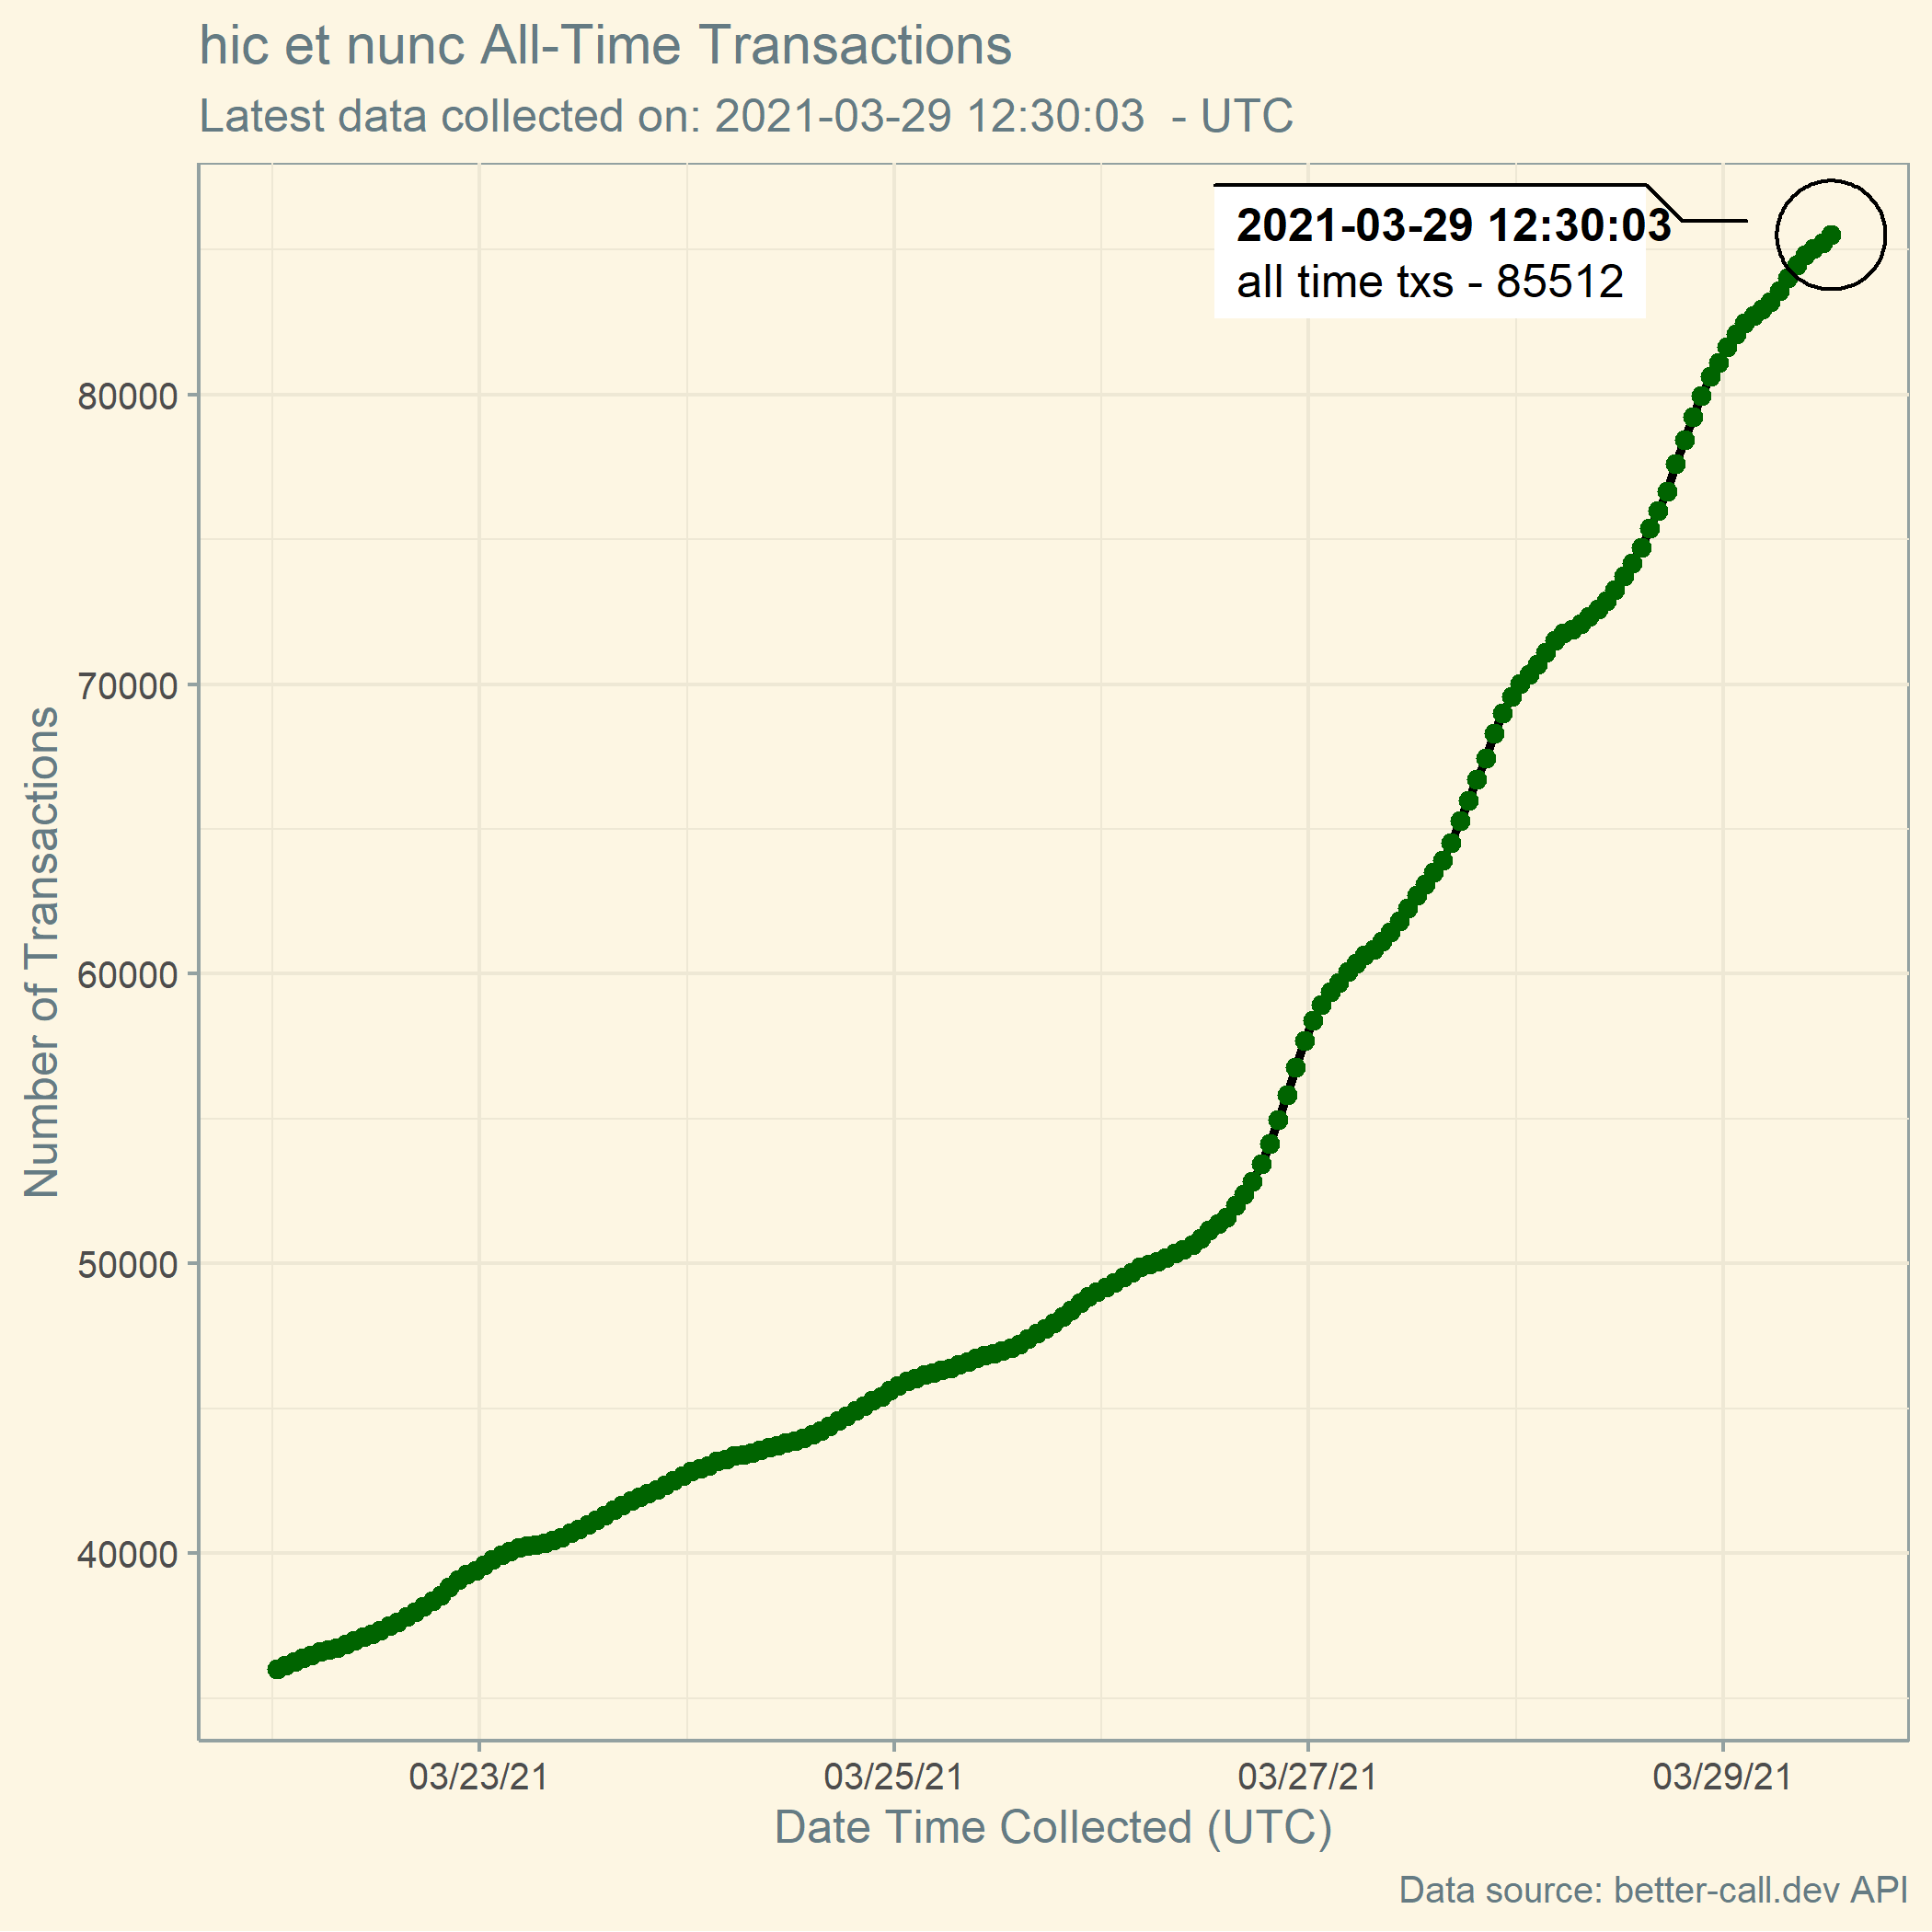 hic et nunc All-Time Transactions
Latest data collected on: 2021-03-29 12:30:03  - UTC
2021-03-29 12:30:03
all time txs - 85512
80000
70000
60000
50000
40000
Number of Transactions
03/23/21
03/25/21
03/27/21
03/29/21
Date Time Collected (UTC)
Data source: better-call.dev API